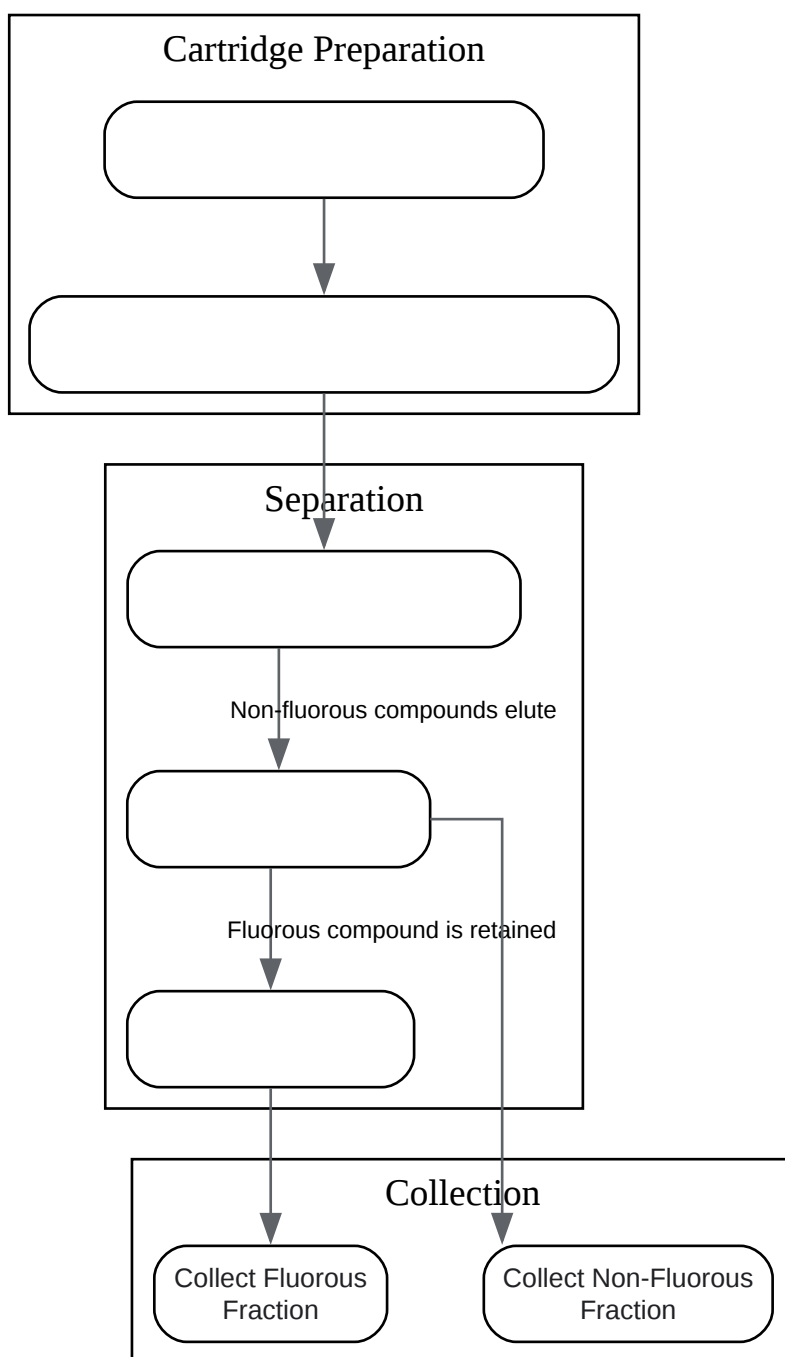 Cartridge Preparation
Separation
Non-fluorous compounds elute
Fluorous compound is retained
Collection
Collect Fluorous
Fraction
Collect Non-Fluorous
Fraction